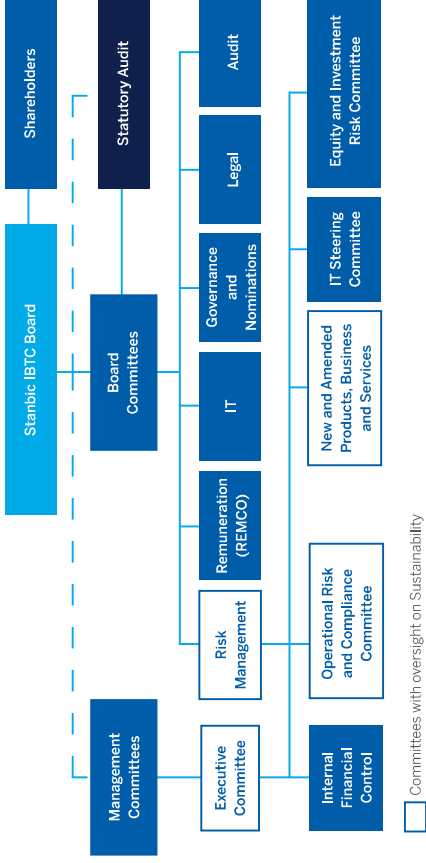 Stanbic IBTC Board
Shareholders
Management
Committees
Board
Committees
Statutory Audit
Executive
Committee
Risk
Management
Remuneration
(REMCO)
IT
Governance
and
Nominations
Legal
Audit
Internal
Financial
Control
Operational Risk
and Compliance
Committee
New and Amended
Products, Business
and Services
IT Steering
Committee
Equity and Investment
Risk Committee
Committees with oversight on Sustainability